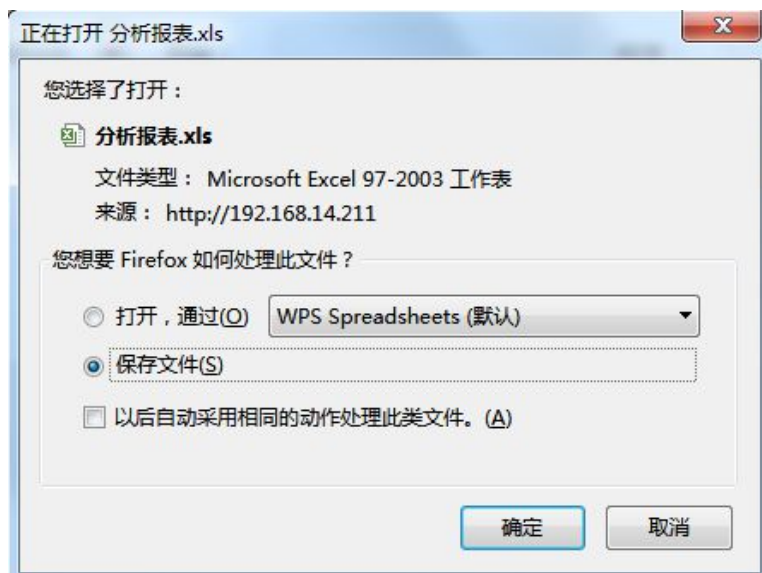 正在打开 分析报表.xls
您选择了打开：
分析报表.xls
文件类型： Microsoft Excel 97-2003 工作表
来源： http://192.168.14.211
您想要 Firefox 如何处理此文件？
打开，通过(O) WPS Spreadsheets (默认)
保存文件(S)
以后自动采用相同的动作处理此类文件。(A)
确定 取消